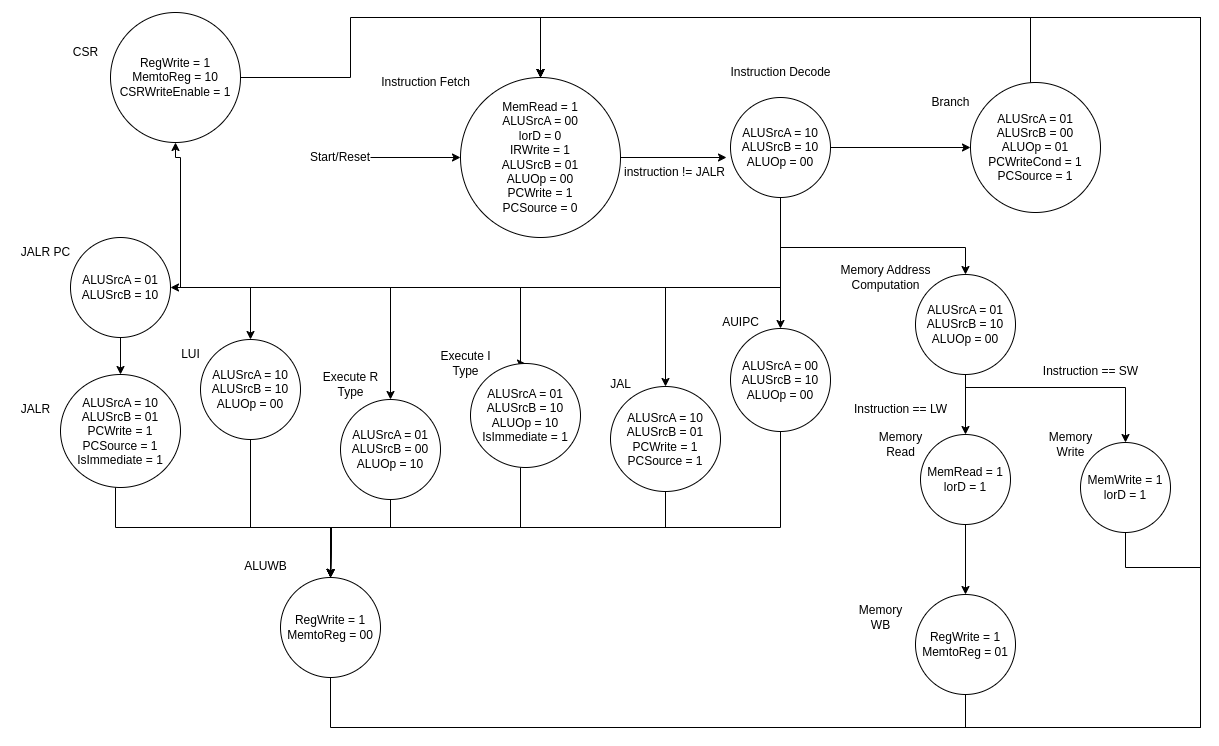 CSR
RegWrite = 1
MemtoReg = 10
CSRWriteEnable = 1
Instruction Fetch
MemRead = 1
ALUSrcA = 00
IorD = 0
IRWrite = 1
ALUSrcB = 01
ALUOp = 00
PCWrite = 1
PCSource = 0
Start/Reset
instruction != JALR
Instruction Decode
ALUSrcA = 10
ALUSrcB = 10
ALUOp = 00
Branch
ALUSrcA = 01
ALUSrcB = 00
ALUOp = 01
PCWriteCond = 1
PCSource = 1
JALR PC
ALUSrcA = 01
ALUSrcB = 10
JALR
ALUSrcA = 10
ALUSrcB = 01
PCWrite = 1
PCSource = 1
IsImmediate = 1
LUI
ALUSrcA = 10
ALUSrcB = 10
ALUOp = 00
Execute R
Type
ALUSrcA = 01
ALUSrcB = 00
ALUOp = 10
Execute I
Type
ALUSrcA = 01
ALUSrcB = 10
ALUOp = 10
IsImmediate = 1
JAL
ALUSrcA = 10
ALUSrcB = 01
PCWrite = 1
PCSource = 1
AUIPC
ALUSrcA = 00
ALUSrcB = 10
ALUOp = 00
Memory Address
Computation
ALUSrcA = 01
ALUSrcB = 10
ALUOp = 00
Instruction == SW
Instruction == LW
Memory
Read
MemRead = 1
IorD = 1
Memory
Write
MemWrite = 1
IorD = 1
ALUWB
RegWrite = 1
MemtoReg = 00
Memory
WB
RegWrite = 1
MemtoReg = 01